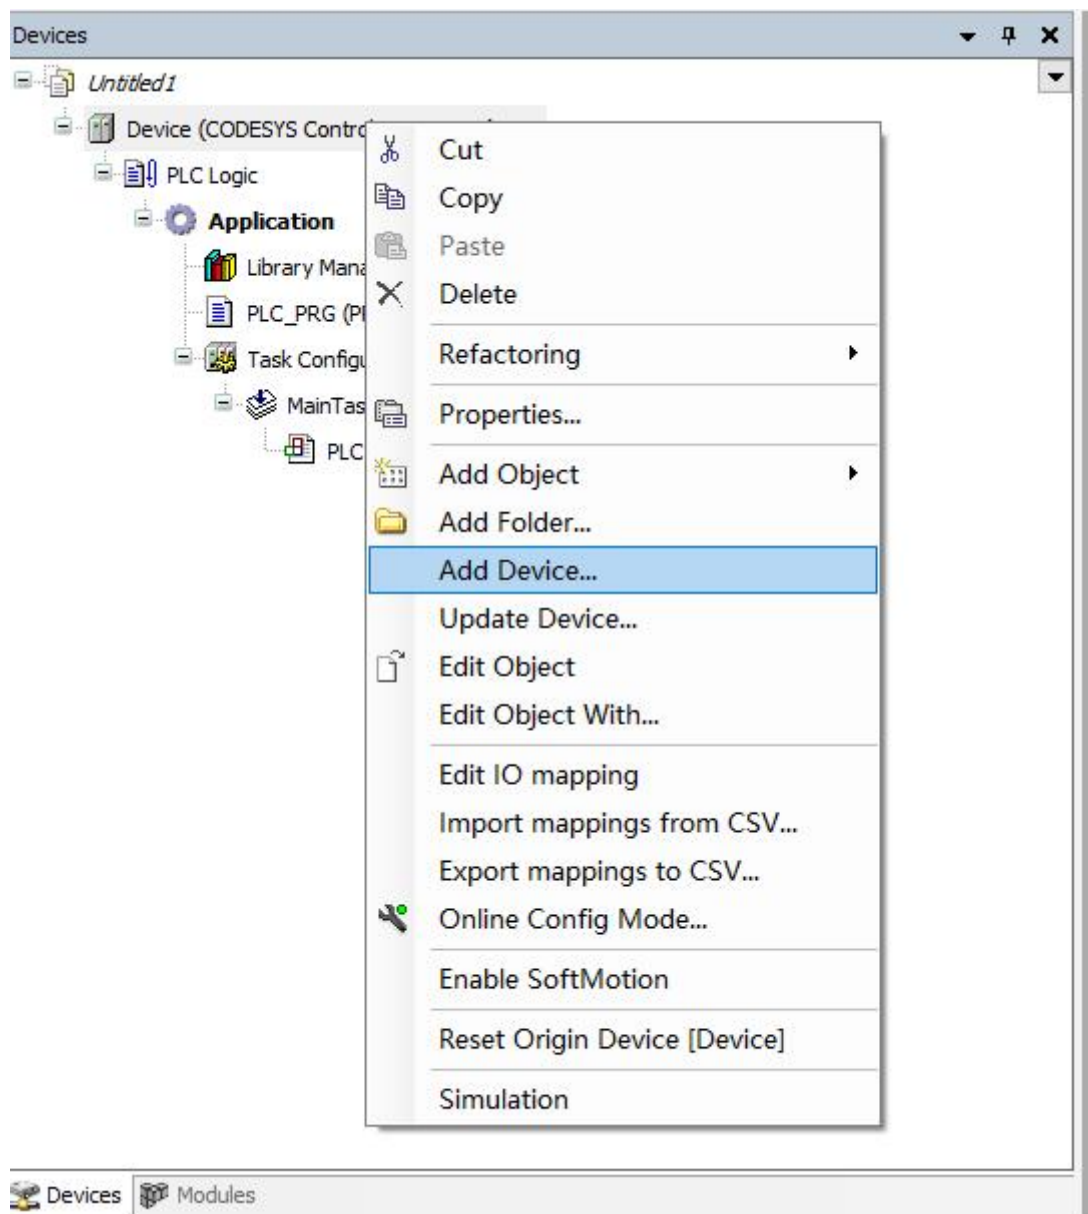 Devices
Untitled1
Device (CODESYS Contro
PLC Logic
Application
Library Mana
PLC_PRG (P
Task Configu
MainTas
PLC
Cut
Copy
Paste
Delete
Refactoring
Properties...
Add Object
Add Folder...
Add Device...
Update Device...
Edit Object
Edit Object With...
Edit IO mapping
Import mappings from CSV...
Export mappings to CSV...
Online Config Mode...
Enable SoftMotion
Reset Origin Device [Device]
Simulation
Devices Modules